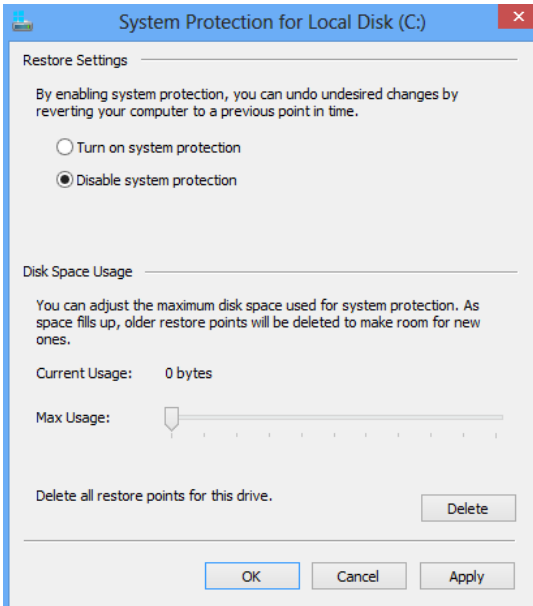 System Protection for Local Disk (C:)
Restore Settings
By enabling system protection, you can undo undesired changes by
reverting your computer to a previous point in time.
Turn on system protection
Disable system protection
Disk Space Usage
You can adjust the maximum disk space used for system protection. As
space fills up, older restore points will be deleted to make room for new
ones.
Current Usage: 0 bytes
Max Usage:
Delete all restore points for this drive.
Delete
OK Cancel Apply